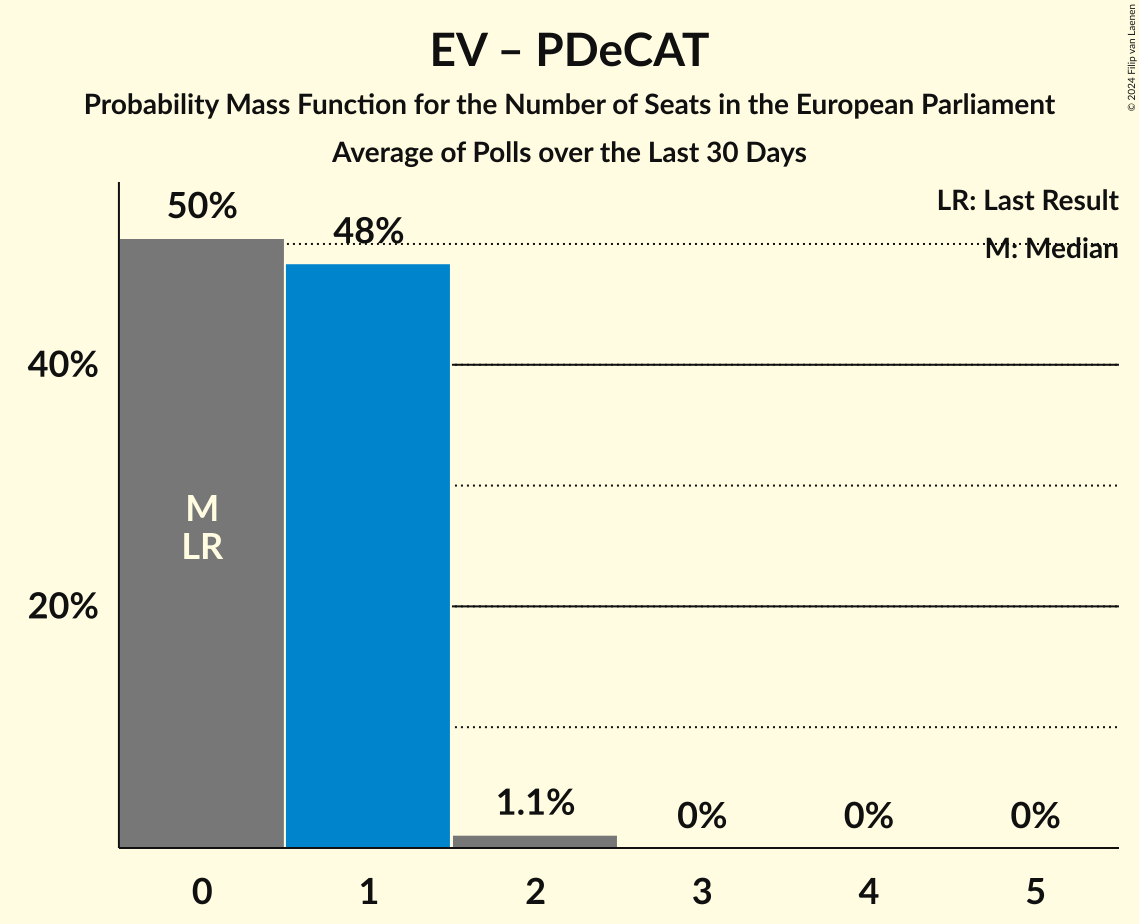 EV – PDeCAT
Probability Mass Function for the Number of Seats in the European Parliament
Average of Polls over the Last 30 Days
© 2024 Filip van Laenen
LR: Last Result
M: Median
50%
48%
40%
20%
M
LR
1.1%
0%
0%
0%
0
1
2
3
4
5